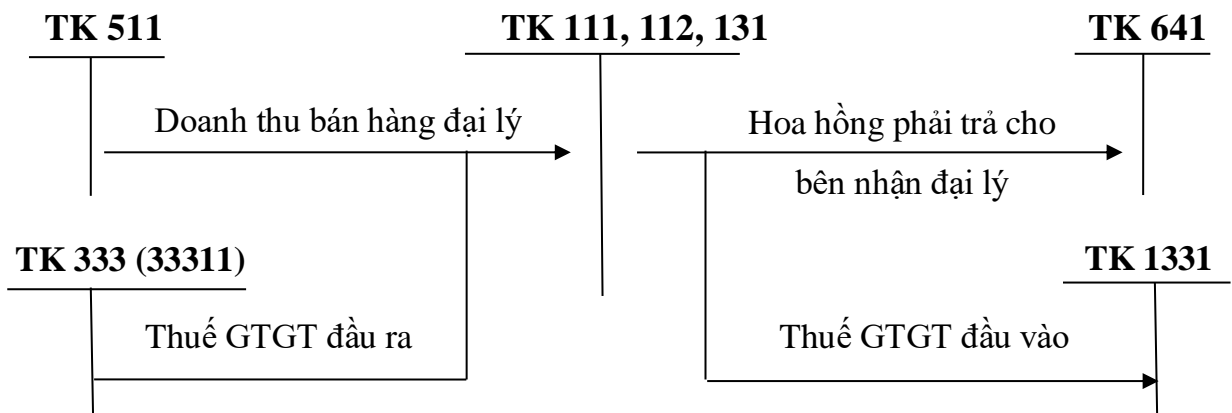 TK 511
TK 111, 112, 131
TK 641
Doanh thu bán hàng đại lý
Hoa hồng phải trả cho
bên nhận đại lý
TK 333 (33311)
TK 1331
Thuế GTGT đầu ra
Thuế GTGT đầu vào